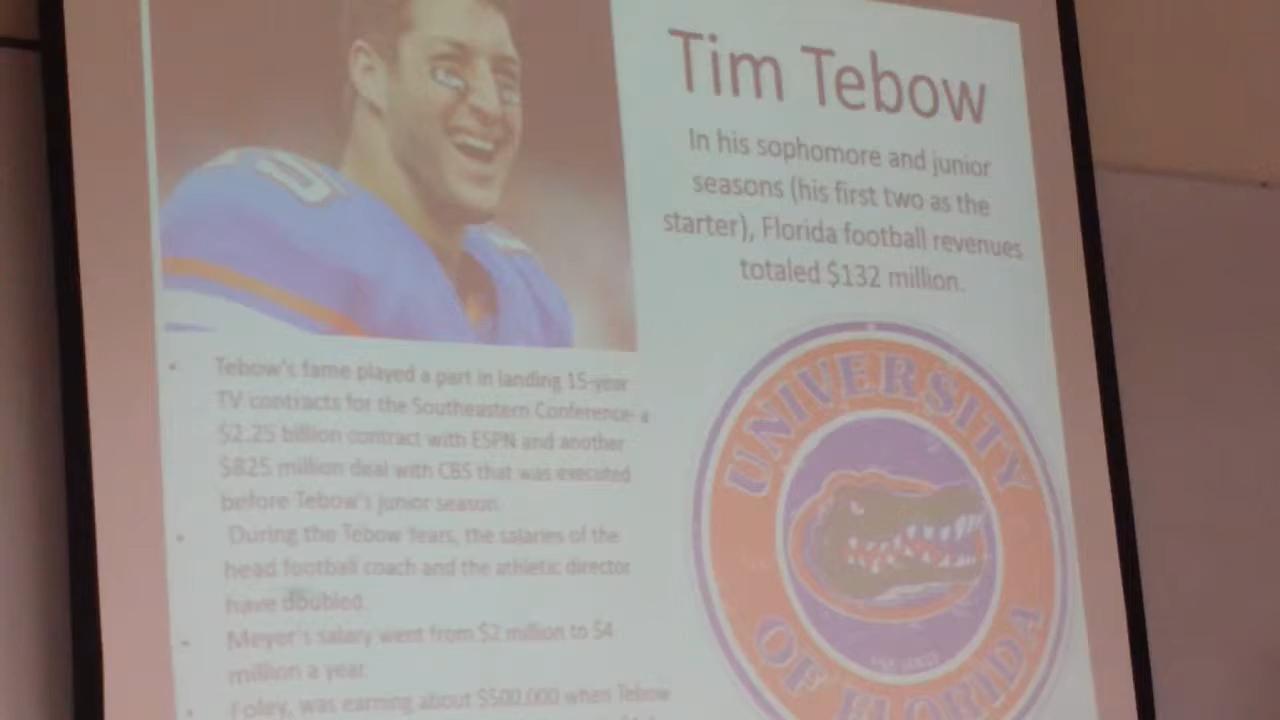 Tim Tebow
In his sophomore and junior
seasons (his first two as the
starter), Florida football revenues
totaled $132 million.
Tebow's fame played a part in landing 15-year
TV contracts for the Southeastern Conference- a
$2.25 billion contract with ESPN and another
$825 million deal with CBS that was executed
before Tebow's junior season.
During the Tebow Years, the salaries of the
head football coach and the athletic director
have doubled.
Meyer's salary went from $2 million to $4
million a year.
Foley, was earning about $500,000 when Tebow
UNIVERSITY
OF FLORIDA